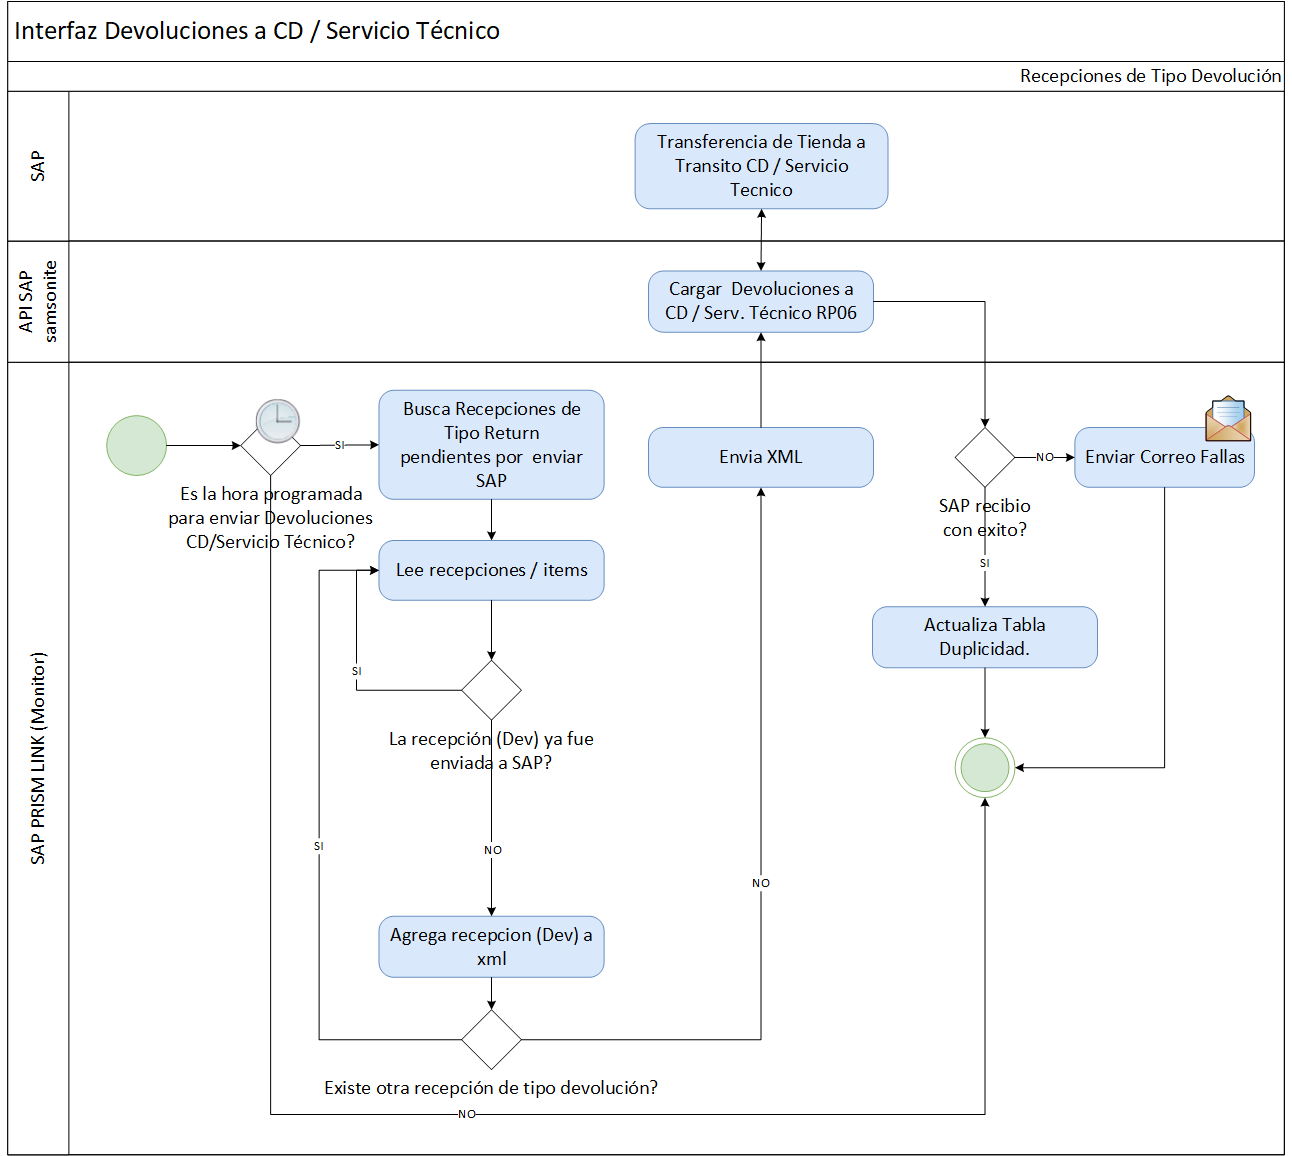 Interfaz Devoluciones a CD / Servicio Técnico
Recepciones de Tipo Devolución
SAP
Transferencia de Tienda a
Transito CD / Servicio
Tecnico
API SAP
samsonite
Cargar Devoluciones a
CD / Serv. Técnico RP06
SAP PRISM LINK (Monitor)
SI
Es la hora programada
para enviar Devoluciones
CD/Servicio Técnico?
Busca Recepciones de
Tipo Return
pendientes por enviar
SAP
Lee recepciones / items
SI
La recepción (Dev) ya fue
enviada a SAP?
SI
NO
Agrega recepcion (Dev) a
xml
Existe otra recepción de tipo devolución?
NO
NO
Envia XML
SAP recibio
con exito?
NO
Enviar Correo Fallas
SI
Actualiza Tabla
Duplicidad.